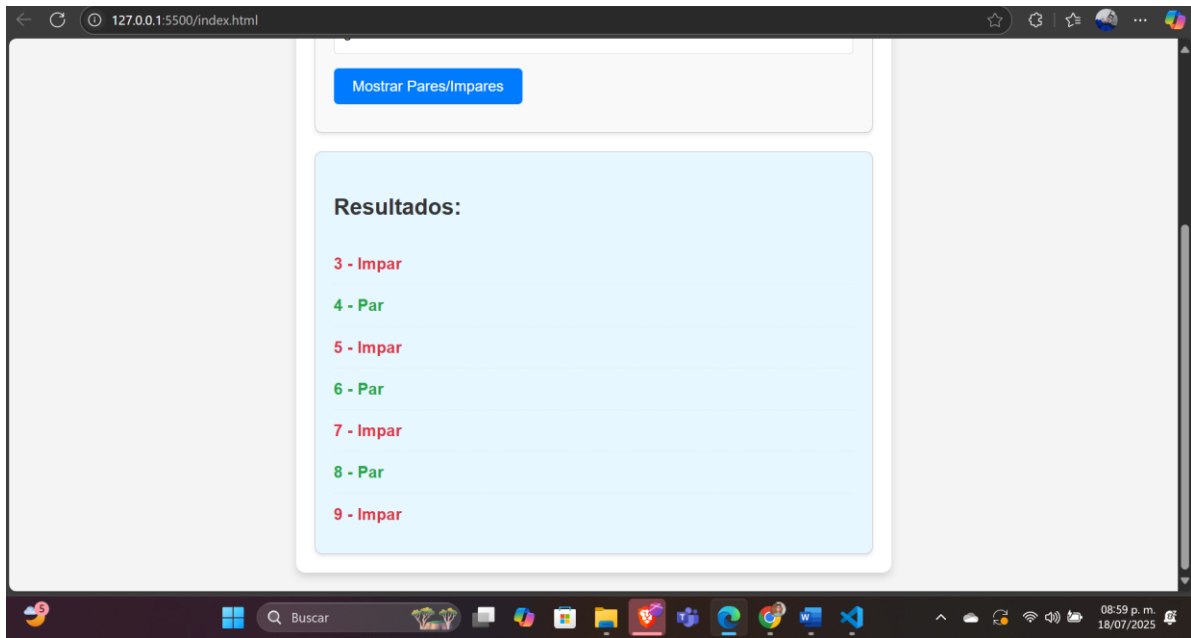 127.0.0.1:5500/index.html
Mostrar Pares/Impares
Resultados:
3 - Impar
4 - Par
5 - Impar
6 - Par
7 - Impar
8 - Par
9 - Impar
5
Buscar
08:59 p. m.
18/07/2025